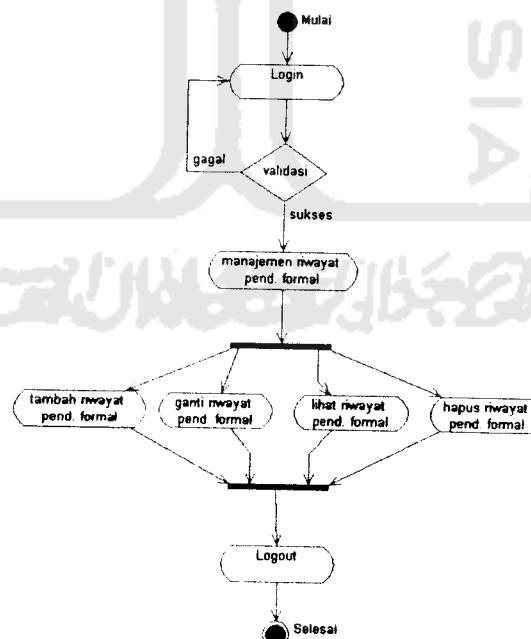 Mulai
Login
validasi
gagal
sukses
manajemen riwayat
pend. formal
tambah riwayat
pend. formal
ganti riwayat
pend. formal
lihat riwayat
pend. formal
hapus riwayat
pend. formal
Logout
Selesai
SIA